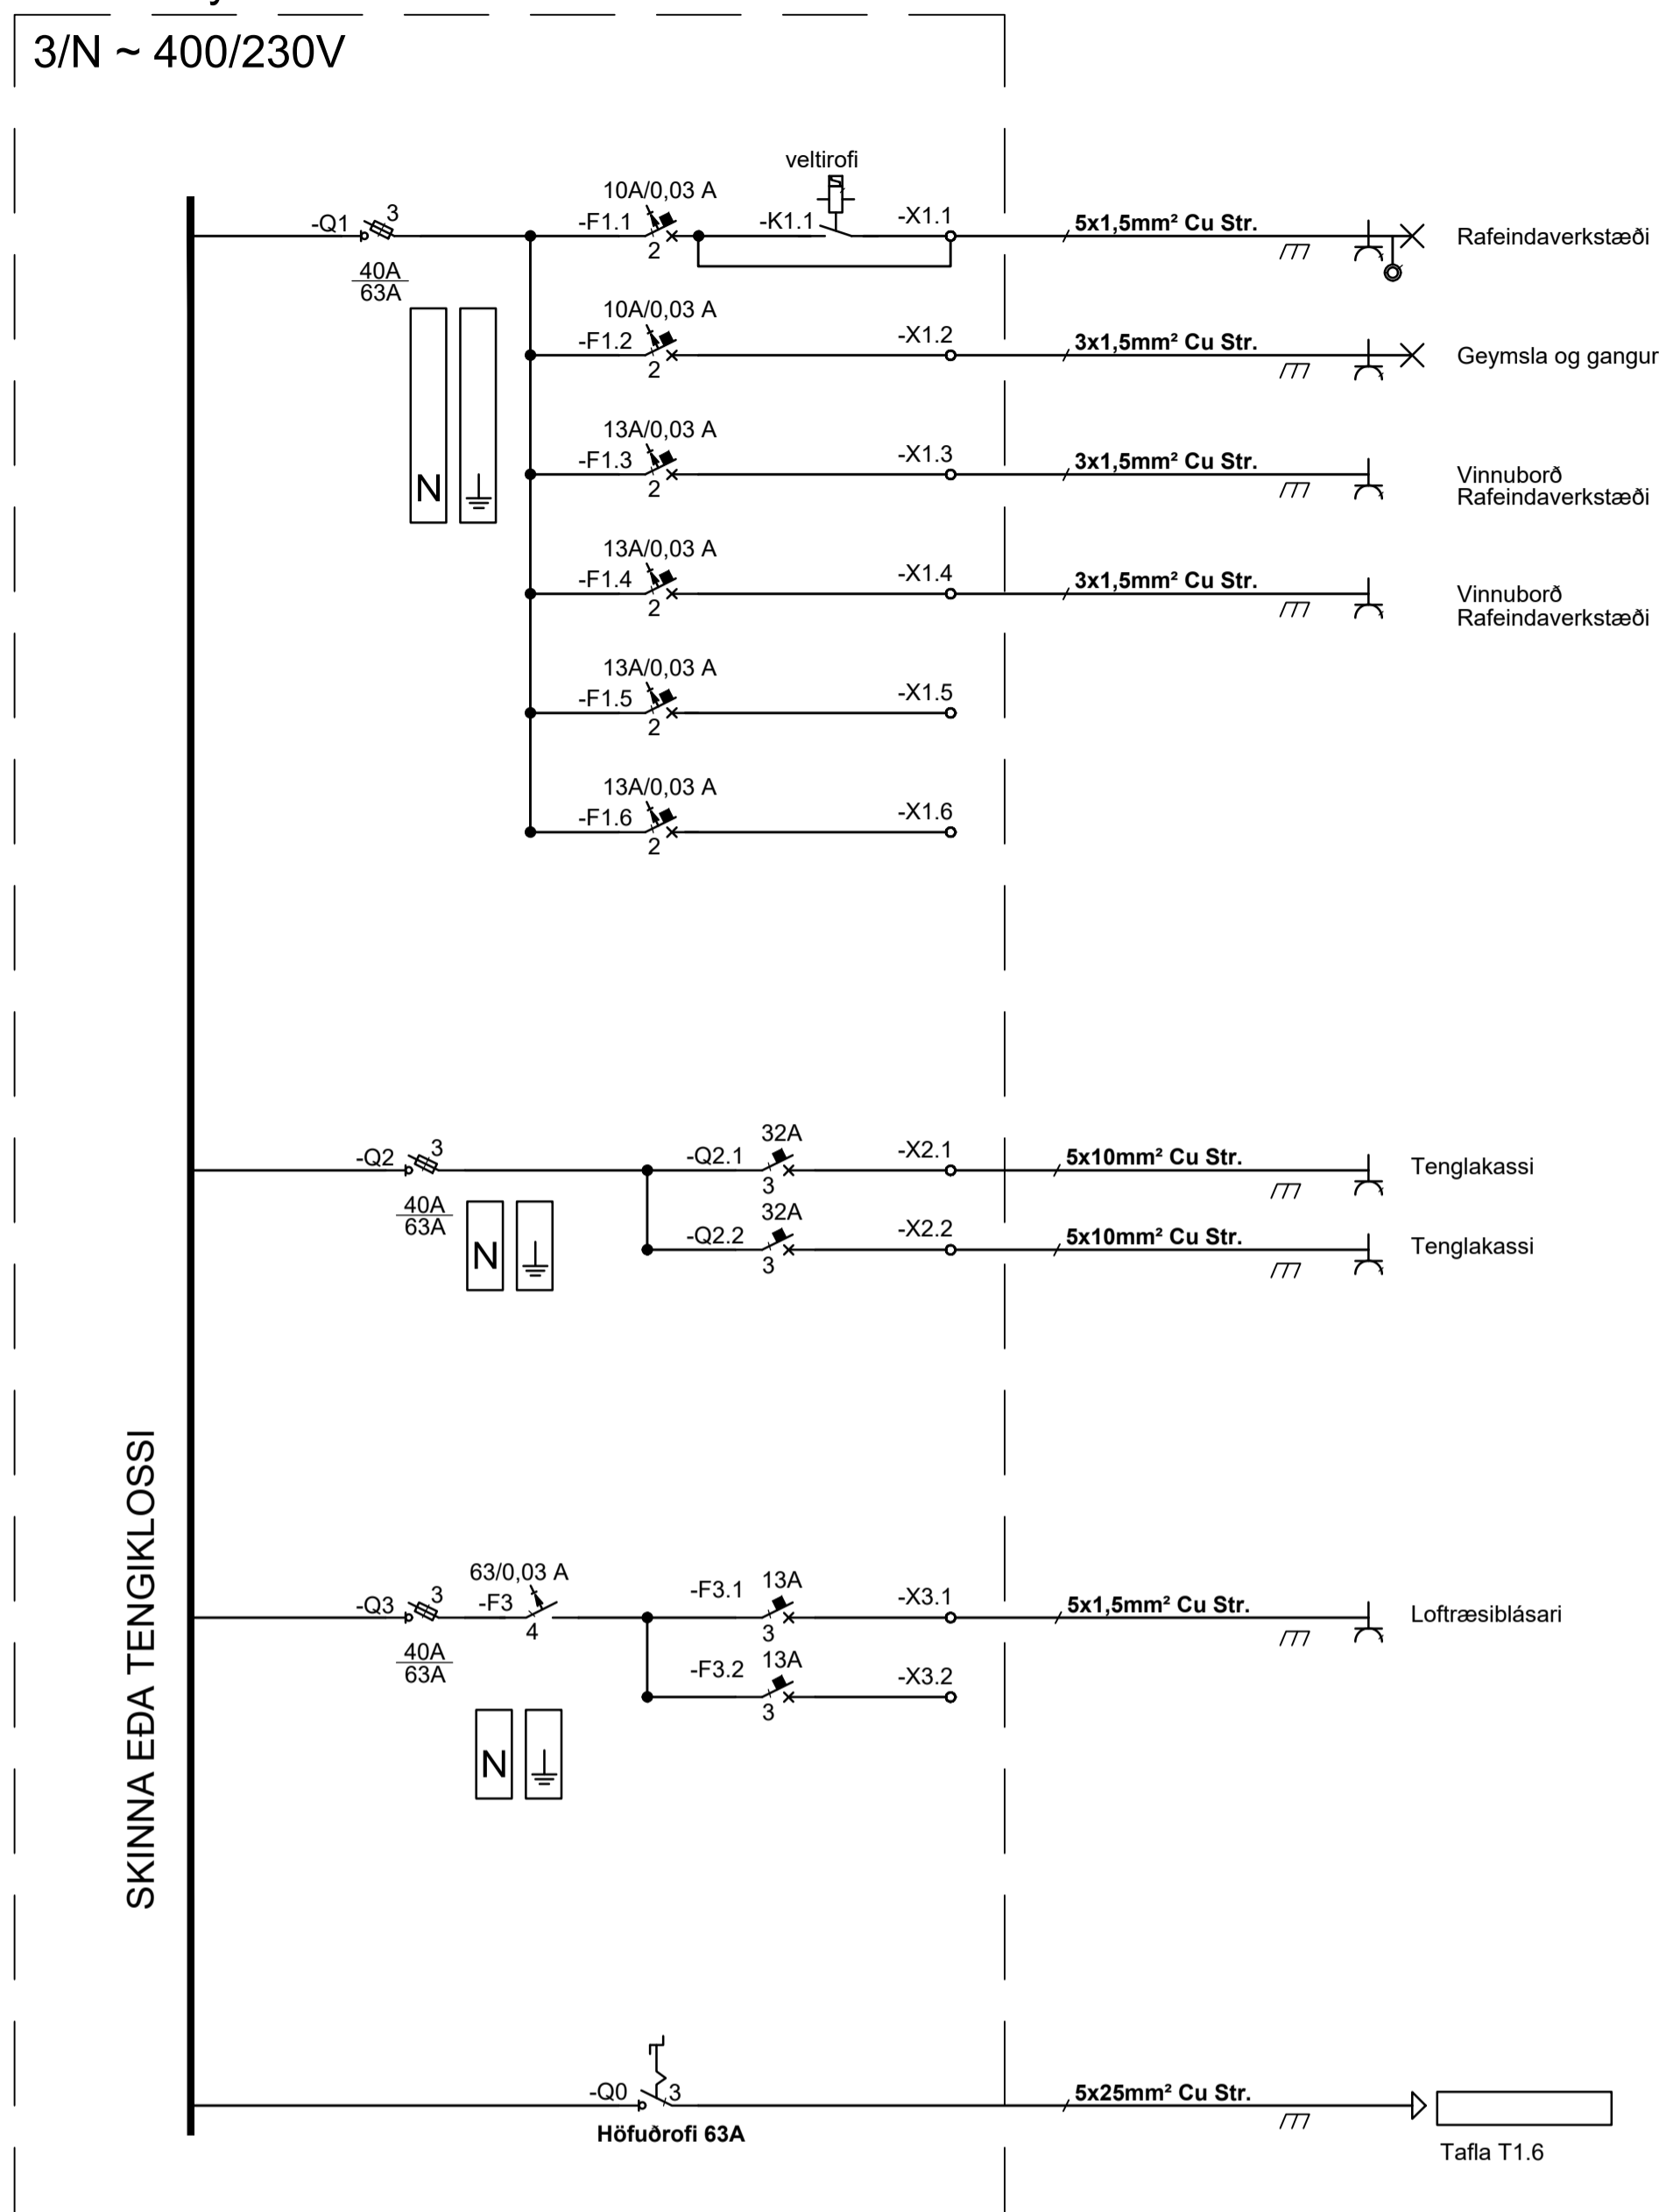 3/N ~ 400/230V
veltirofi
10A/0,03 A
-Q1 3 -F1.1 -K1.1 -X1.1 5x1,5mm² Cu Str. Rafeindaverkstæði
2
40A
63A
10A/0,03 A
-F1.2 -X1.2 3x1,5mm² Cu Str. Geymsla og gangur
2
13A/0,03 A
-F1.3 -X1.3 3x1,5mm² Cu Str. Vinnuborð
Rafeindaverkstæði
2
N
13A/0,03 A
-F1.4 -X1.4 3x1,5mm² Cu Str. Vinnuborð
Rafeindaverkstæði
2
13A/0,03 A
-F1.5 -X1.5
2
13A/0,03 A
-F1.6 -X1.6
2
32A
-Q2 3 -Q2.1 -X2.1 5x10mm² Cu Str. Tenglakassi
3
40A
63A
32A
-Q2.2 -X2.2 5x10mm² Cu Str. Tenglakassi
3
N
SKINNA EÐA TENGIKLOSSI
63/0,03 A
13A
-Q3 3 -F3 -F3.1 -X3.1 5x1,5mm² Cu Str. Loftræsiblásari
4
3
40A
63A
13A
-F3.2 -X3.2
3
N
-Q0 3 5x25mm² Cu Str.
Höfuðrofi 63A
Tafla T1.6